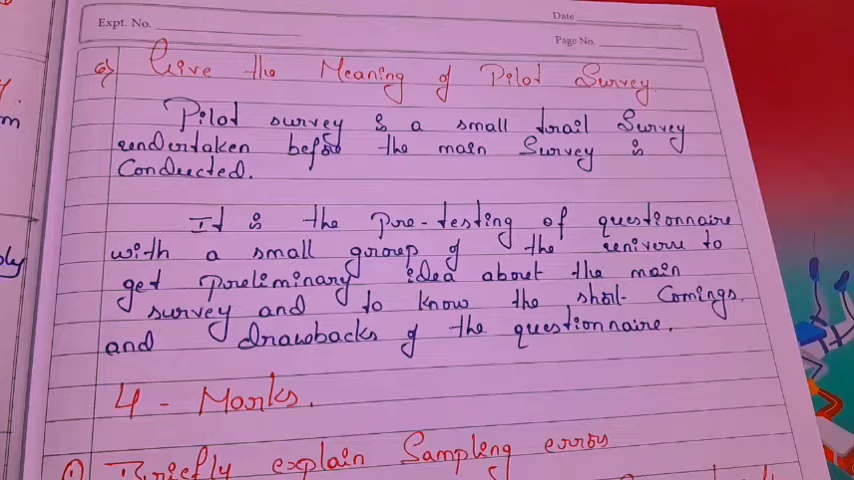 Date
Expt. No.
Page No.
6) Give the Meaning of Pilot Survey.
Pilot survey is a small trail Survey
undertaken before the main Survey is
Conducted.
It is the pre-testing of questionnaire
with a small group of the universe to
get preliminary idea about the main
survey and to know the short comings
and drawbacks of the questionnaire.
4 - Marks.
1) Briefly explain Sampling errors